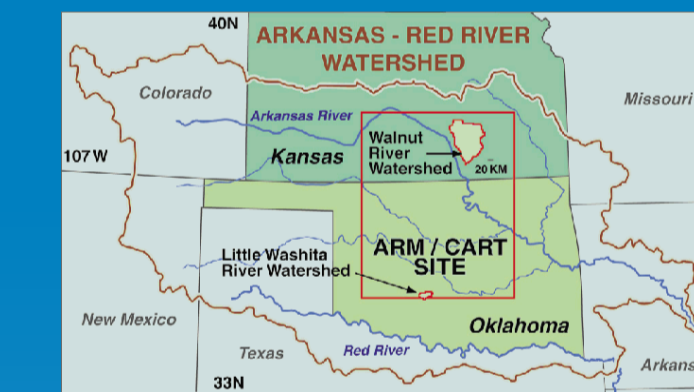 40N
ARKANSAS - RED RIVER
WATERSHED
Colorado
Missouri
Arkansas River
Walnut
River
Watershed
107 W
Kansas
20 KM
ARM / CART
SITE
Little Washita
River Watershed
New Mexico
Oklahoma
Texas
Red River
Arkans
33N